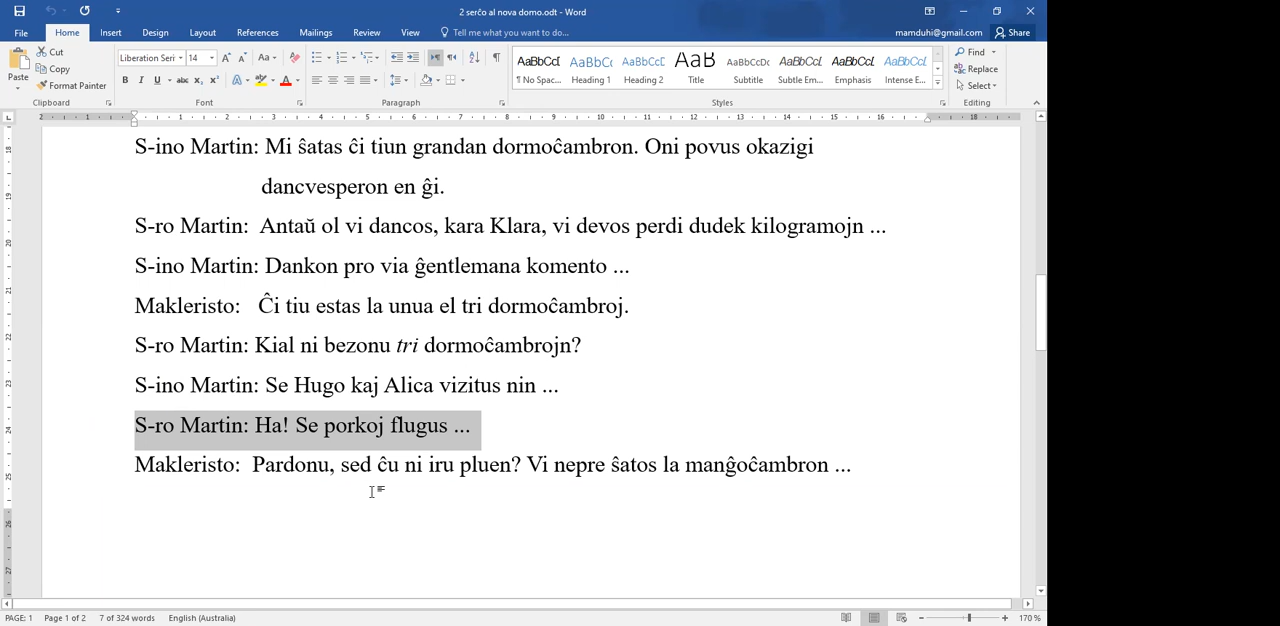 2 serĉo al nova domo.odt - Word
File Home Insert Design Layout References Mailings Review View Tell me what you want to do... mamduhi@gmail.com Share
Paste Cut Copy Format Painter
Liberation Seri 14
AaBbCcI AaBbCc AaBbCcD AaB AaBbCcDc AaBbCcL AaBbCcL AaBbCcL
¶ No Spac... Heading 1 Heading 2 Title Subtitle Subtle Em... Emphasis Intense E...
Find Replace Select
Clipboard Font Paragraph Styles Editing
S-ino Martin: Mi ŝatas ĉi tiun grandan dormoĉambron. Oni povus okazigi
dancvesperon en ĝi.
S-ro Martin: Antaŭ ol vi dancos, kara Klara, vi devos perdi dudek kilogramojn ...
S-ino Martin: Dankon pro via ĝentlemana komento ...
Makleristo: Ĉi tiu estas la unua el tri dormoĉambroj.
S-ro Martin: Kial ni bezonu tri dormoĉambrojn?
S-ino Martin: Se Hugo kaj Alica vizitus nin ...
S-ro Martin: Ha! Se porkoj flugus ...
Makleristo: Pardonu, sed ĉu ni iru pluen? Vi nepre ŝatos la manĝoĉambron ...
PAGE: 1 Page 1 of 2 7 of 324 words English (Australia) 170 %